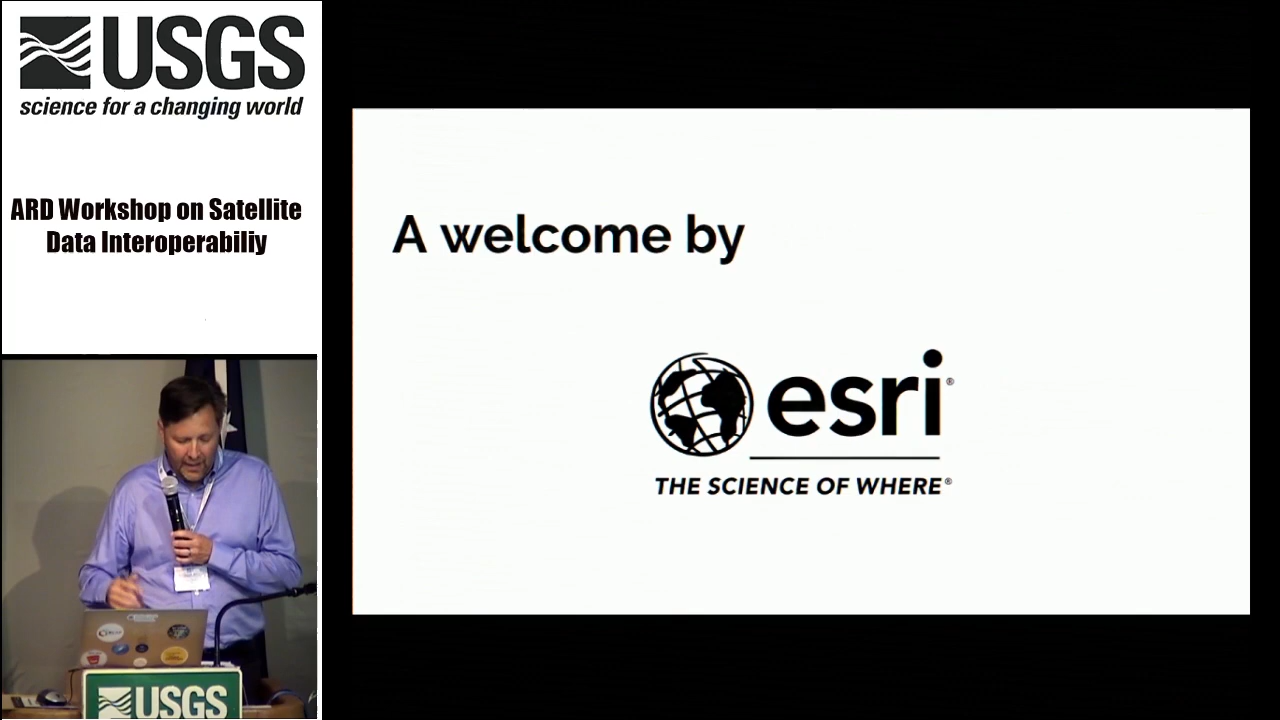 USGS
science for a changing world
ARD Workshop on Satellite
Data Interoperabiliy
A welcome by
esri®
THE SCIENCE OF WHERE®
USGS